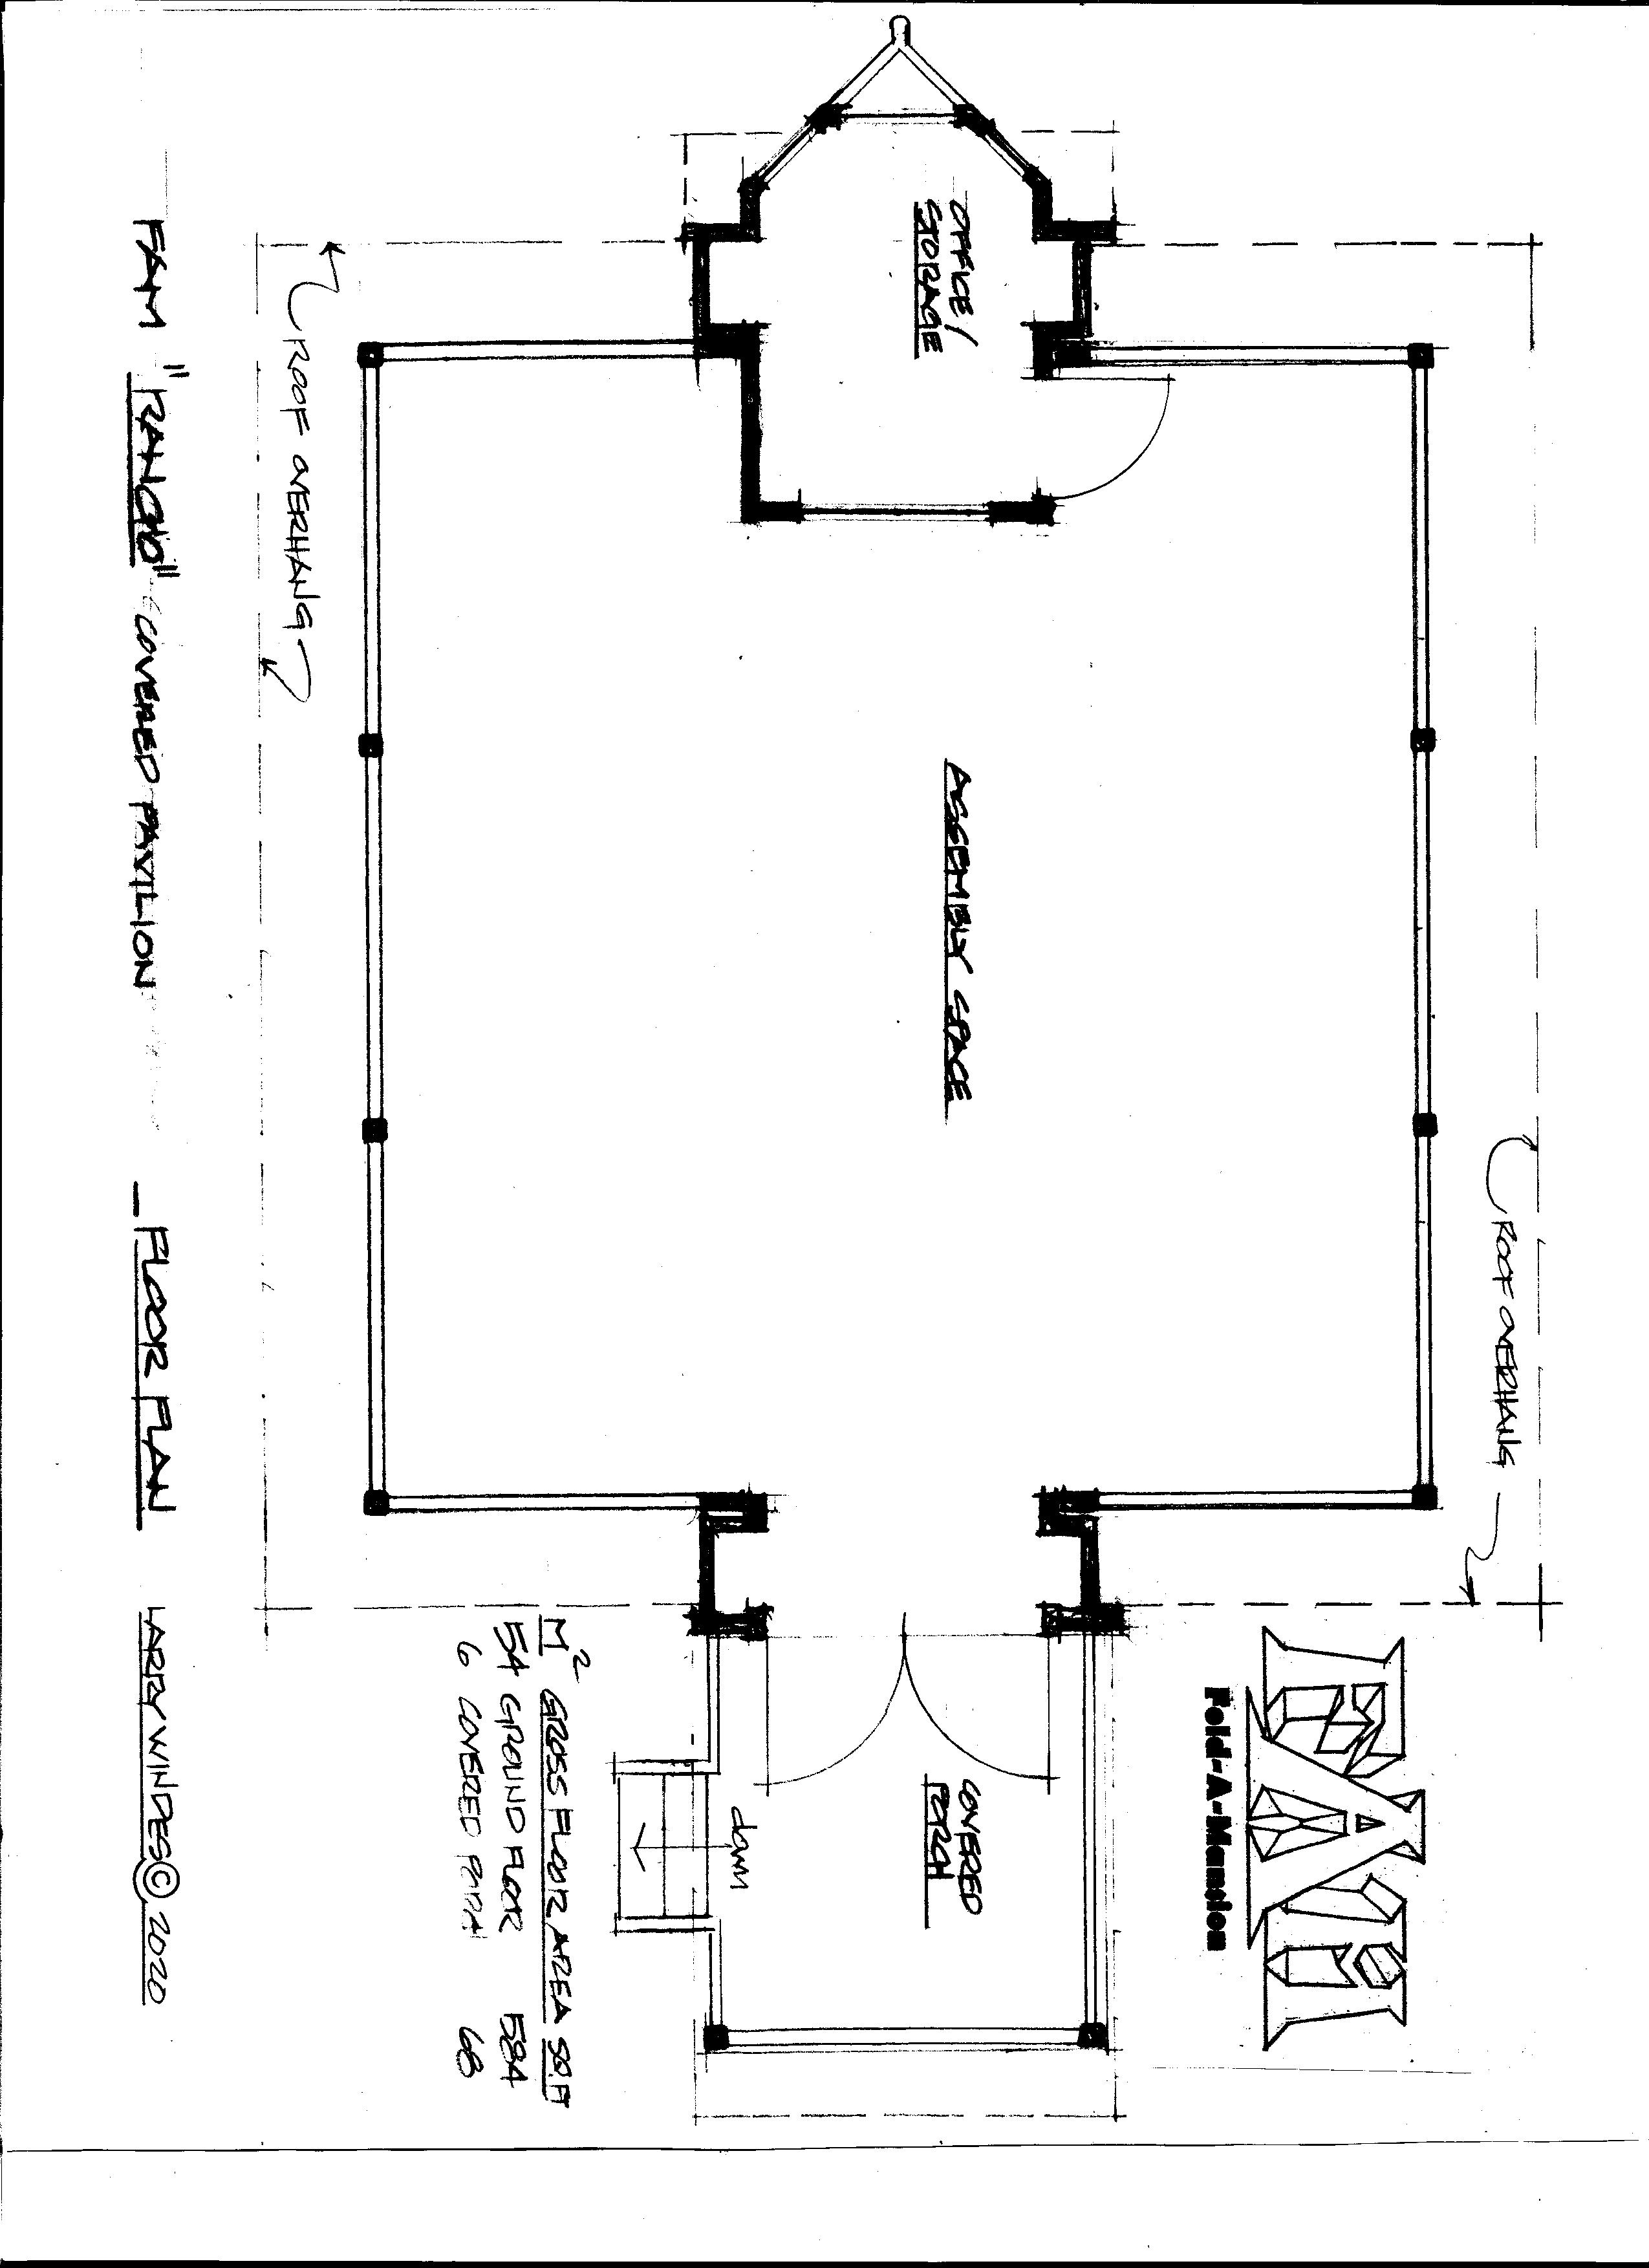 ROOF OVERHANG
FAM
Fold-A-Mansion
OFFICE/
STORAGE
ASSEMBLY SPACE
COVERED
PORCH
down
M² GROSS FLOOR AREA SQ.FT
54 GROUND FLOOR 584
6 COVERED PORCH 68
ROOF OVERHANG
FAM "RANCHO" COVERED PAVILION
FLOOR PLAN
LARRY WINDES © 2020